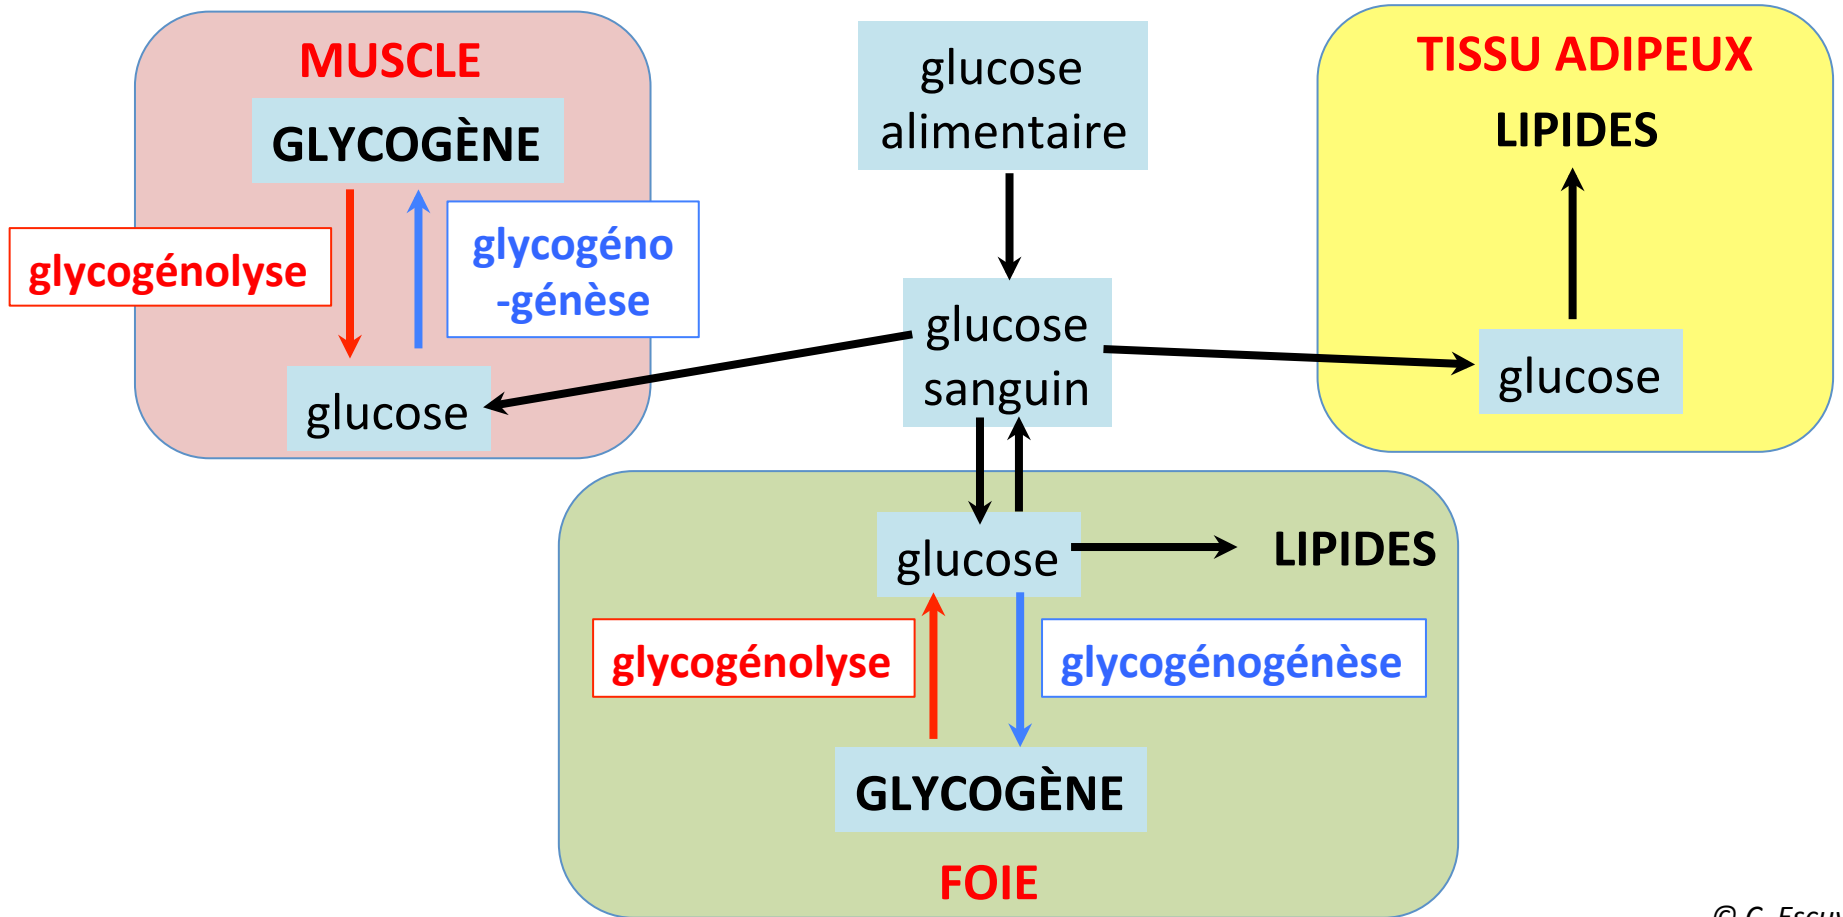 MUSCLE
GLYCOGÈNE
glycogénolyse
glycogéno
-génèse
glucose
glucose
alimentaire
glucose
sanguin
TISSU ADIPEUX
LIPIDES
glucose
glucose
LIPIDES
glycogénolyse
glycogénogénèse
GLYCOGÈNE
FOIE
© C.